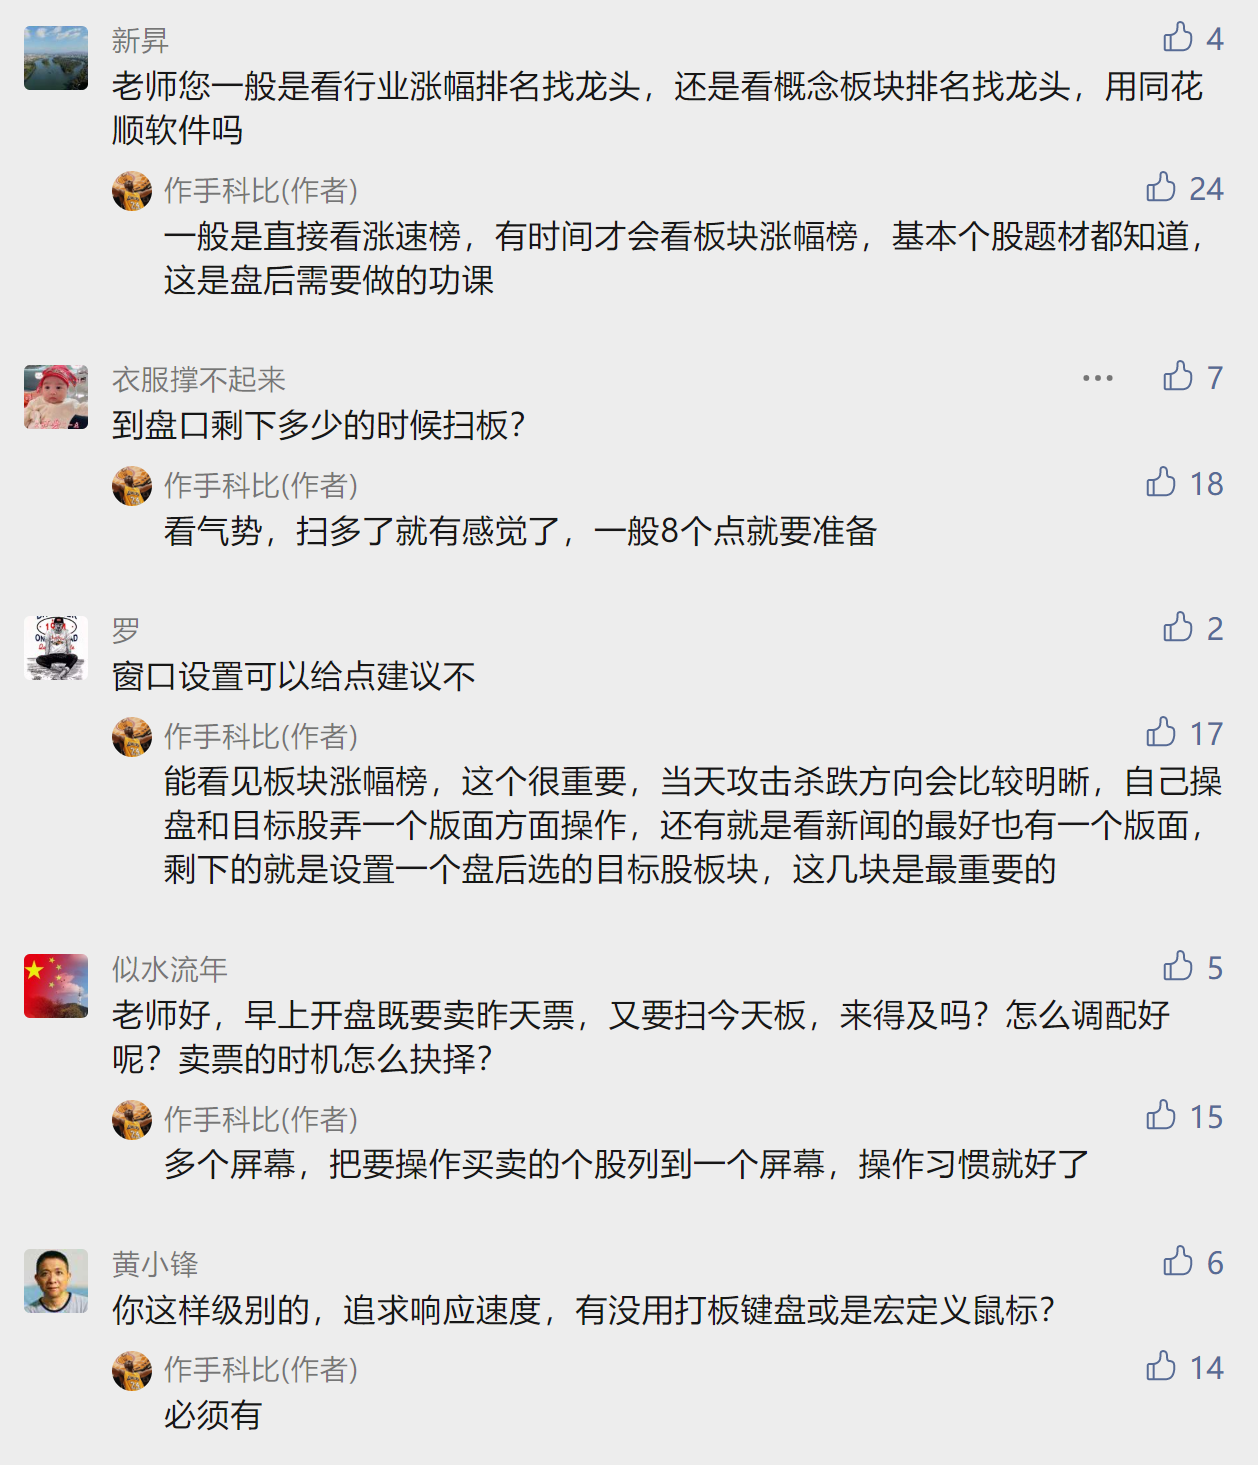 新昇
4
老师您一般是看行业涨幅排名找龙头，还是看概念板块排名找龙头，用同花
顺软件吗
作手科比(作者)
24
一般是直接看涨速榜，有时间才会看板块涨幅榜，基本个股题材都知道，
这是盘后需要做的功课
衣服撑不起来
7
到盘口剩下多少的时候扫板？
作手科比(作者)
18
看气势，扫多了就有感觉了，一般8个点就要准备
罗
2
窗口设置可以给点建议不
作手科比(作者)
17
能看见板块涨幅榜，这个很重要，当天攻击杀跌方向会比较明晰，自己操
盘和目标股弄一个版面方面操作，还有就是看新闻的最好也有一个版面，
剩下的就是设置一个盘后选的目标股板块，这几块是最重要的
似水流年
5
老师好，早上开盘既要卖昨天票，又要扫今天板，来得及吗？怎么调配好
呢？卖票的时机怎么抉择？
作手科比(作者)
15
多个屏幕，把要操作买卖的个股列到一个屏幕，操作习惯就好了
黄小锋
6
你这样级别的，追求响应速度，有没用打板键盘或是宏定义鼠标？
作手科比(作者)
14
必须有